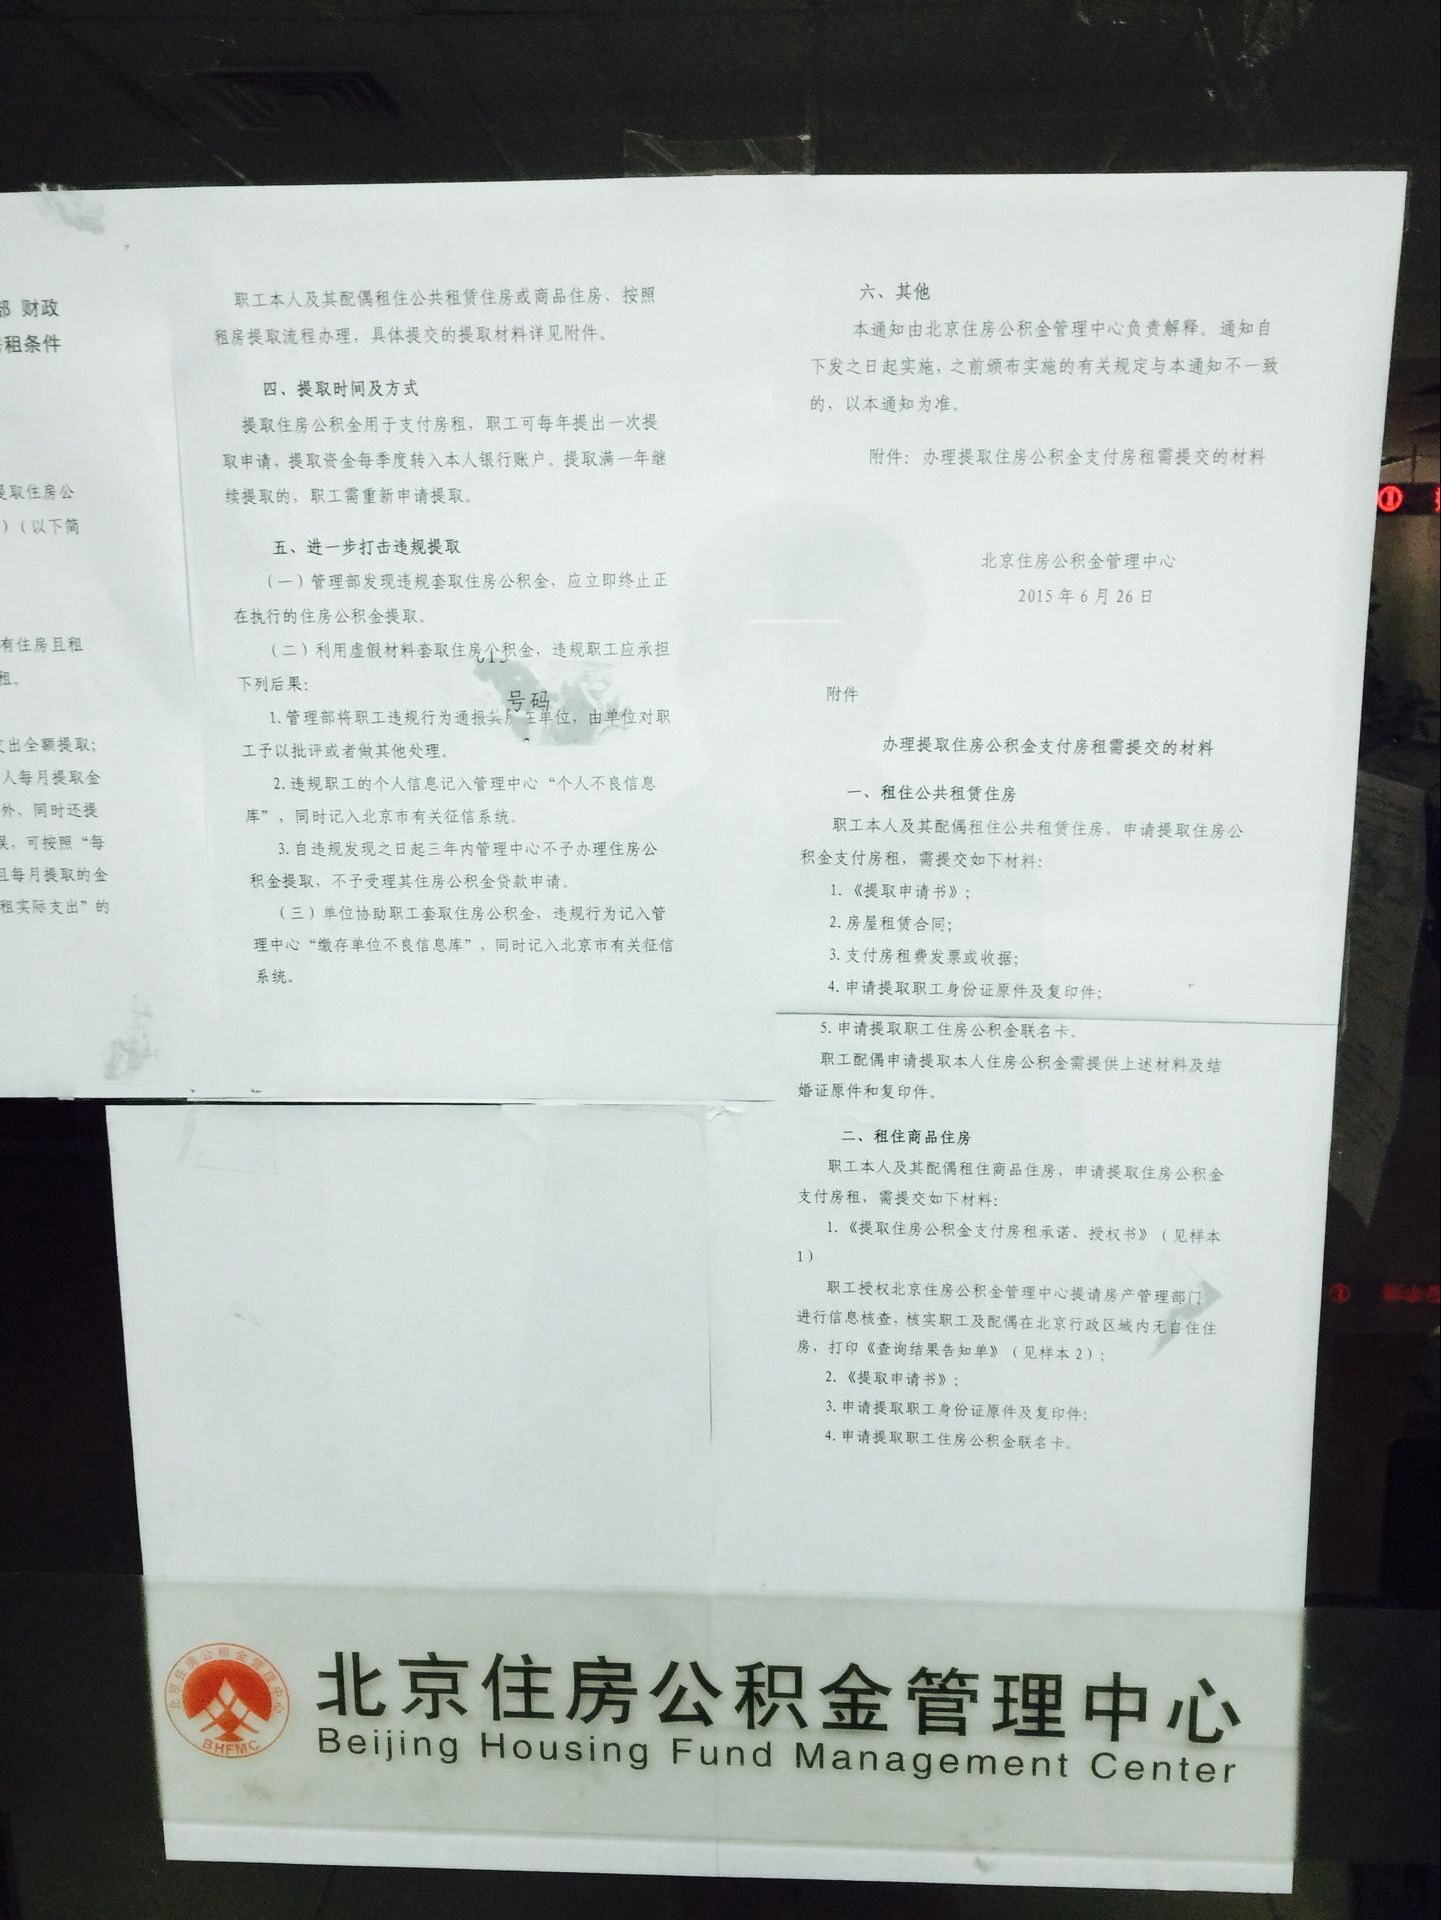 部 财政
租条件
提取住房公
）（以下简
有住房且租
租。
支出全额提取；
人每月提取金
外，同时还提
误，可按照“每
且每月提取的金
租实际支出”的
职工本人及其配偶租住公共租赁住房或商品住房，按照
租房提取流程办理，具体提交的提取材料详见附件。
四、提取时间及方式
提取住房公积金用于支付房租，职工可每年提出一次提
取申请，提取资金每季度转入本人银行账户。提取满一年继
续提取的，职工需重新申请提取。
五、进一步打击违规提取
（一）管理部发现违规套取住房公积金，应立即终止正
在执行的住房公积金提取。
（二）利用虚假材料套取住房公积金，违规职工应承担
下列后果：
号码
1.管理部将职工违规行为通报其所在单位，由单位对职
工予以批评或者做其他处理。
2.违规职工的个人信息记入管理中心“个人不良信息
库”，同时记入北京市有关征信系统。
3.自违规发现之日起三年内管理中心不予办理住房公
积金提取，不予受理其住房公积金贷款申请。
（三）单位协助职工套取住房公积金，违规行为记入管
理中心“缴存单位不良信息库”，同时记入北京市有关征信
系统。
六、其他
本通知由北京住房公积金管理中心负责解释。通知自
下发之日起实施，之前颁布实施的有关规定与本通知不一致
的，以本通知为准。
附件：办理提取住房公积金支付房租需提交的材料
北京住房公积金管理中心
2015年6月26日
附件
办理提取住房公积金支付房租需提交的材料
一、租住公共租赁住房
职工本人及其配偶租住公共租赁住房，申请提取住房公
积金支付房租，需提交如下材料：
1.《提取申请书》；
2.房屋租赁合同；
3.支付房租费发票或收据；
4.申请提取职工身份证原件及复印件；
5.申请提取职工住房公积金联名卡。
职工配偶申请提取本人住房公积金需提供上述材料及结
婚证原件和复印件。
二、租住商品住房
职工本人及其配偶租住商品住房，申请提取住房公积金
支付房租，需提交如下材料：
1.《提取住房公积金支付房租承诺、授权书》（见样本
1）
职工授权北京住房公积金管理中心提请房产管理部门
进行信息核查，核实职工及配偶在北京行政区域内无自住住
房，打印《查询结果告知单》（见样本2）；
2.《提取申请书》；
3.申请提取职工身份证原件及复印件；
4.申请提取职工住房公积金联名卡。
北京住房公积金管理中心
BHFMC
北京住房公积金管理中心
Beijing Housing Fund Management Center